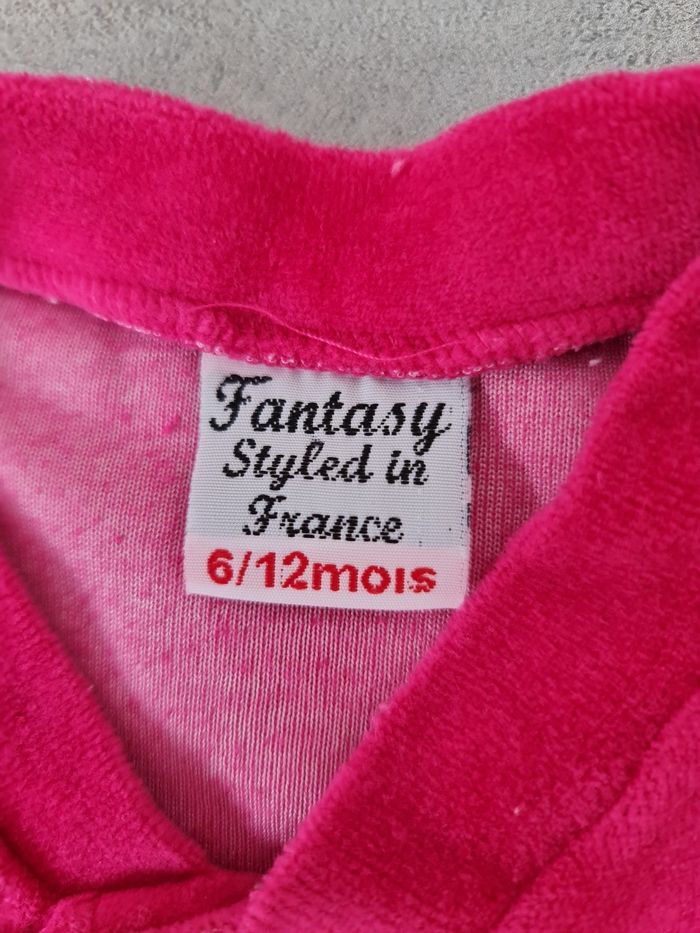 Fantasy
Styled in
France
6/12mois